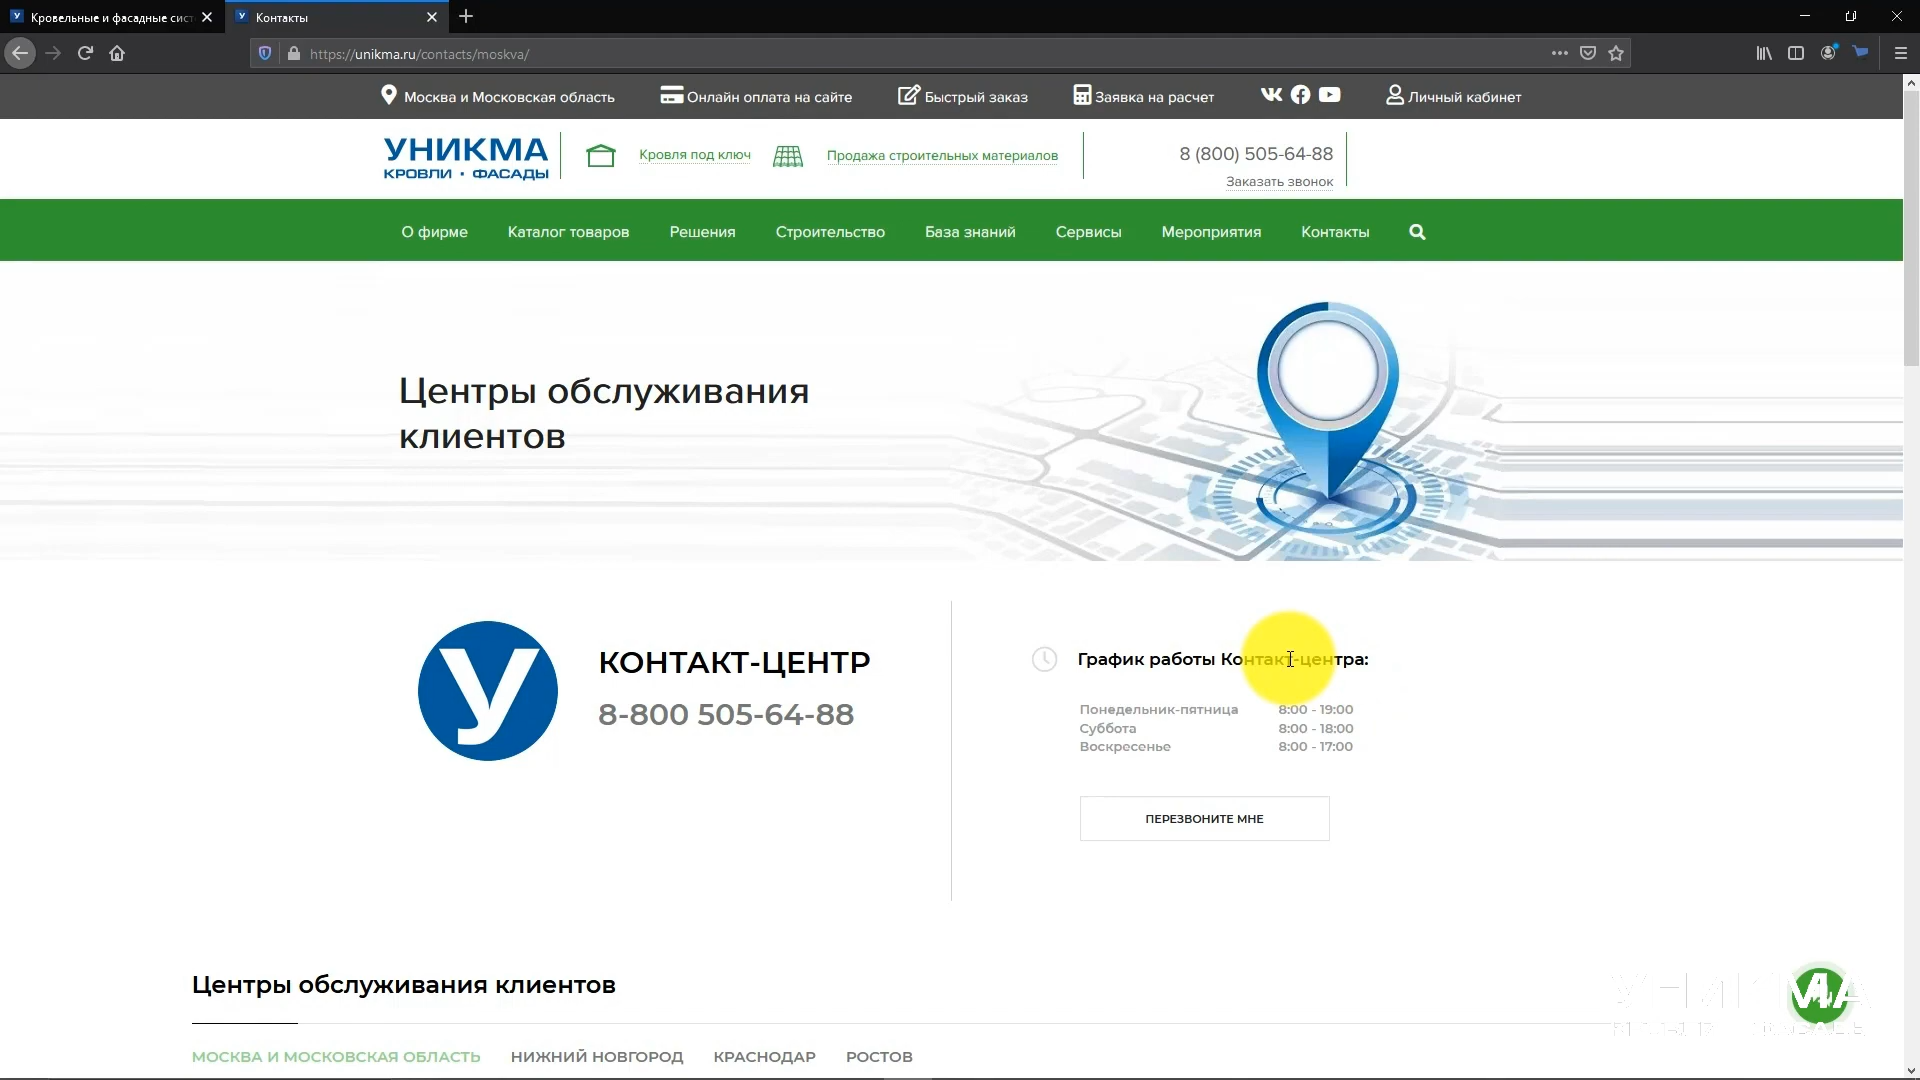 Кровельные и фасадные сист
Контакты
https://unikma.ru/contacts/moskva/
Москва и Московская область
Онлайн оплата на сайте
Быстрый заказ
Заявка на расчет
Личный кабинет
УНИКМА
КРОВЛИ • ФАСАДЫ
Кровля под ключ
Продажа строительных материалов
8 (800) 505-64-88
Заказать звонок
О фирме
Каталог товаров
Решения
Строительство
База знаний
Сервисы
Мероприятия
Контакты
Центры обслуживания
клиентов
У
КОНТАКТ-ЦЕНТР
8-800 505-64-88
График работы Контакт-центра:
Понедельник-пятница 8:00 - 19:00
Суббота 8:00 - 18:00
Воскресенье 8:00 - 17:00
ПЕРЕЗВОНИТЕ МНЕ
Центры обслуживания клиентов
МОСКВА И МОСКОВСКАЯ ОБЛАСТЬ
НИЖНИЙ НОВГОРОД
КРАСНОДАР
РОСТОВ